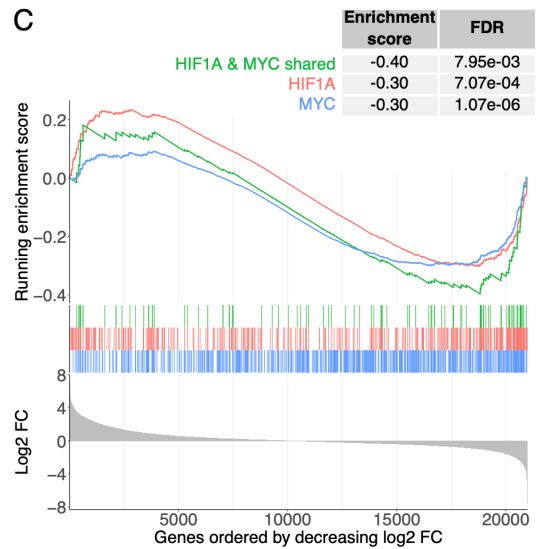 C
Enrichment score FDR
HIF1A & MYC shared -0.40 7.95e-03
HIF1A -0.30 7.07e-04
MYC -0.30 1.07e-06
Running enrichment score
0.2
0.0
−0.2
−0.4
Log2 FC
8
4
0
−4
−8
5000 10000 15000 20000
Genes ordered by decreasing log2 FC